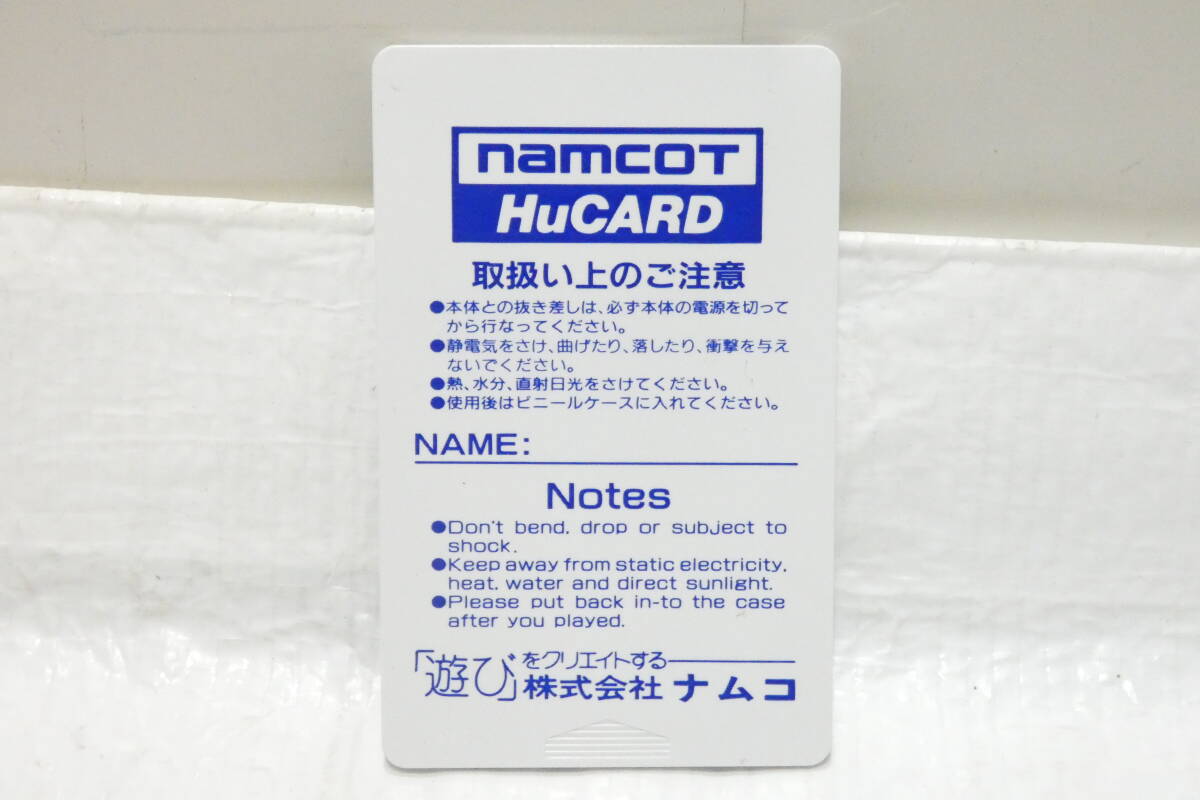 namcoT
HuCARD
取扱い上のご注意
●本体との抜き差しは、必ず本体の電源を切って
から行なってください。
●静電気をさけ、曲げたり、落したり、衝撃を与え
ないでください。
●熱、水分、直射日光をさけてください。
●使用後はビニールケースに入れてください。
NAME:
Notes
●Don't bend, drop or subject to
shock.
●Keep away from static electricity,
heat, water and direct sunlight.
●Please put back in-to the case
after you played.
「遊び」をクリエイトする
株式会社 ナムコ